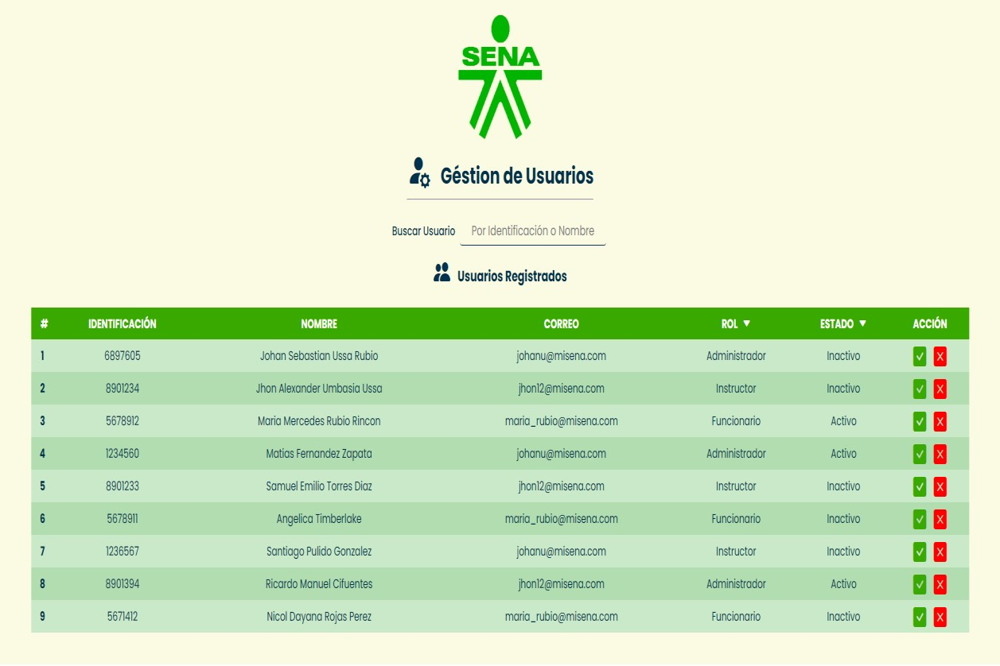 SENA
Géstion de Usuarios
Buscar Usuario Por Identificación o Nombre
Usuarios Registrados
# IDENTIFICACIÓN NOMBRE CORREO ROL ▼ ESTADO ▼ ACCIÓN
1 6897605 Johan Sebastian Ussa Rubio johanu@misena.com Administrador Inactivo ✓ X
2 8901234 Jhon Alexander Umbasia Ussa jhon12@misena.com Instructor Inactivo ✓ X
3 5678912 Maria Mercedes Rubio Rincon maria_rubio@misena.com Funcionario Activo ✓ X
4 1234560 Matias Fernandez Zapata johanu@misena.com Administrador Activo ✓ X
5 8901233 Samuel Emilio Torres Diaz jhon12@misena.com Instructor Inactivo ✓ X
6 5678911 Angelica Timberlake maria_rubio@misena.com Funcionario Inactivo ✓ X
7 1236567 Santiago Pulido Gonzalez johanu@misena.com Instructor Inactivo ✓ X
8 8901394 Ricardo Manuel Cifuentes jhon12@misena.com Administrador Activo ✓ X
9 5671412 Nicol Dayana Rojas Perez maria_rubio@misena.com Funcionario Inactivo ✓ X